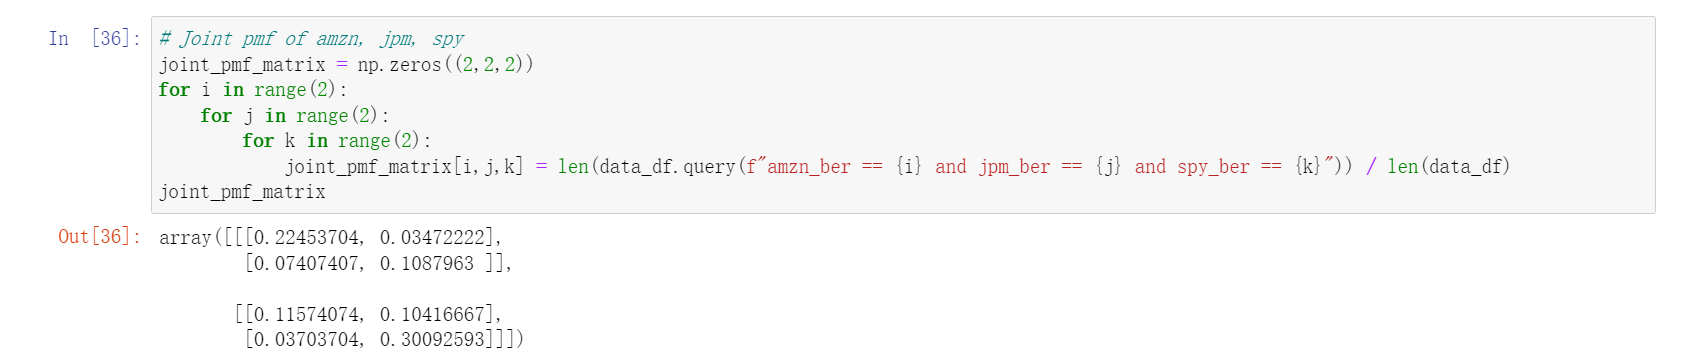 In [36]: # Joint pmf of amzn, jpm, spy
joint_pmf_matrix = np.zeros((2,2,2))
for i in range(2):
    for j in range(2):
        for k in range(2):
            joint_pmf_matrix[i,j,k] = len(data_df.query(f"amzn_ber == {i} and jpm_ber == {j} and spy_ber == {k}")) / len(data_df)
joint_pmf_matrix
Out[36]: array([[[0.22453704, 0.03472222],
        [0.07407407, 0.1087963 ]],
       [[0.11574074, 0.10416667],
        [0.03703704, 0.30092593]]])